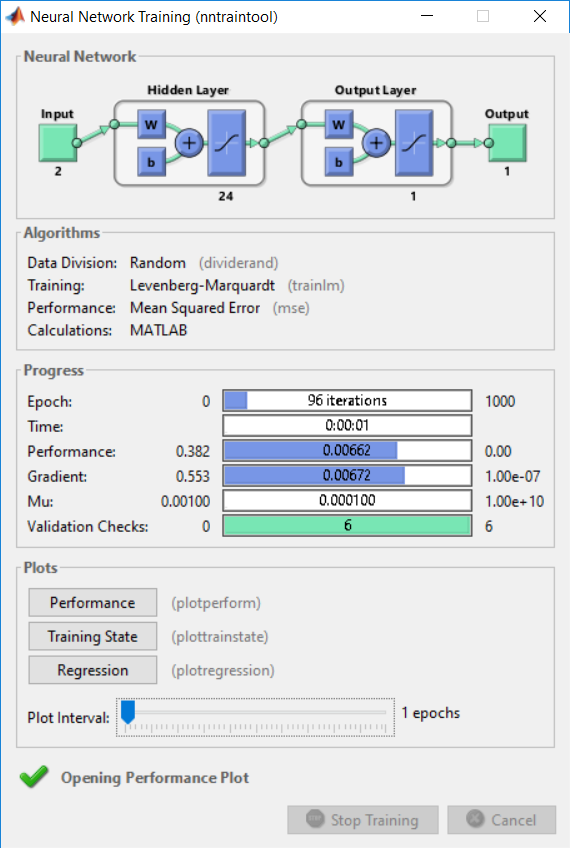 Neural Network Training (nntraintool)
Neural Network
Hidden Layer Output Layer
Input Output
W W
+ +
b b
2 24 1 1
Algorithms
Data Division: Random (dividerand)
Training: Levenberg-Marquardt (trainlm)
Performance: Mean Squared Error (mse)
Calculations: MATLAB
Progress
Epoch: 0 96 iterations 1000
Time: 0:00:01
Performance: 0.382 0.00662 0.00
Gradient: 0.553 0.00672 1.00e-07
Mu: 0.00100 0.000100 1.00e+10
Validation Checks: 0 6 6
Plots
Performance (plotperform)
Training State (plottrainstate)
Regression (plotregression)
Plot Interval: 1 epochs
Opening Performance Plot
Stop Training Cancel